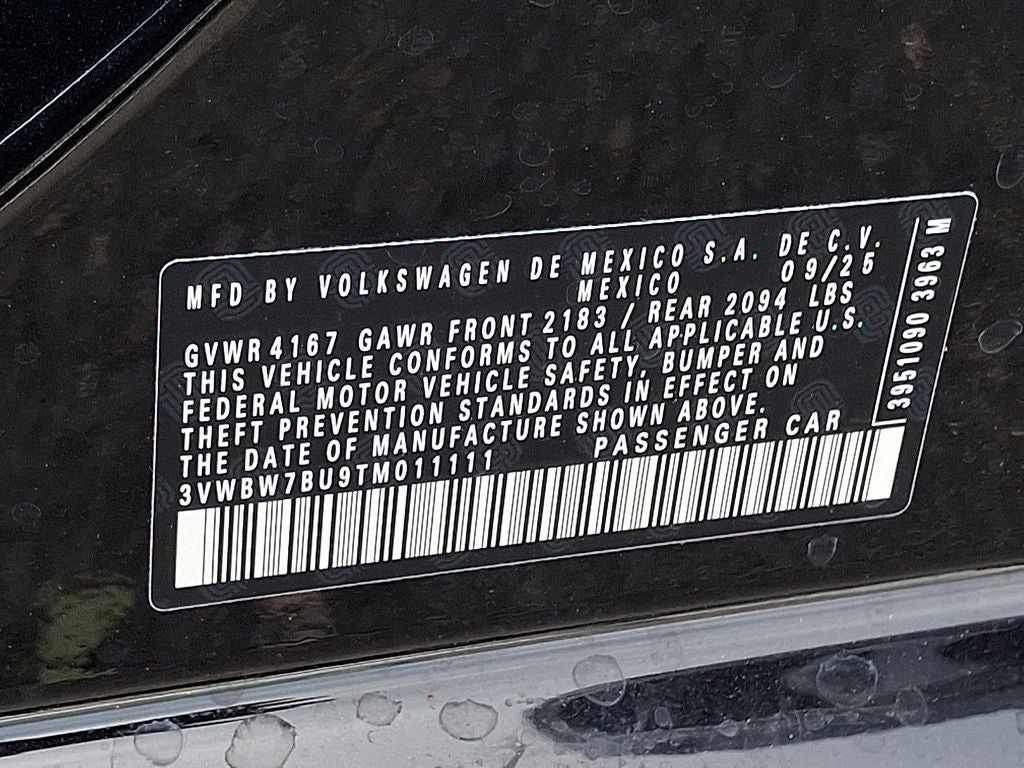 MFD BY VOLKSWAGEN DE MEXICO S.A. DE C.V.
MEXICO 09/25
GVWR 4167 GAWR FRONT 2183 / REAR 2094 LBS
THIS VEHICLE CONFORMS TO ALL APPLICABLE U.S.
FEDERAL MOTOR VEHICLE SAFETY, BUMPER AND
THEFT PREVENTION STANDARDS IN EFFECT ON
THE DATE OF MANUFACTURE SHOWN ABOVE.
3VWBW7BU9TM011111 PASSENGER CAR
3951090 3963 M